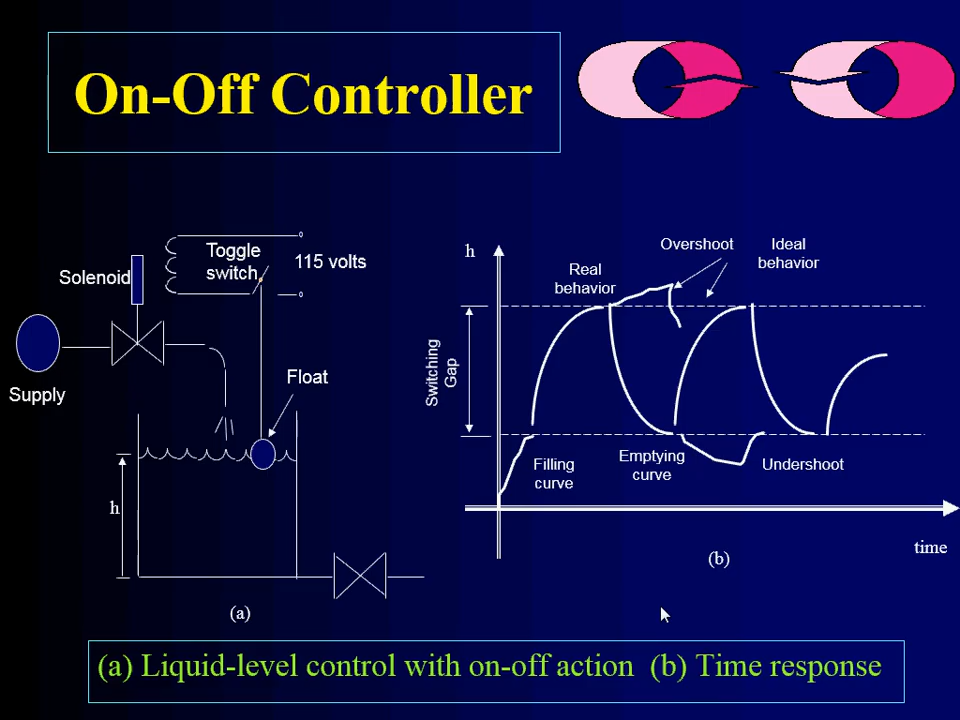 On-Off Controller
Toggle
switch
115 volts
Solenoid
Supply
Float
h
(a)
h
Overshoot
Ideal
behavior
Real
behavior
Switching
Gap
Filling
curve
Emptying
curve
Undershoot
time
(b)
(a) Liquid-level control with on-off action (b) Time response